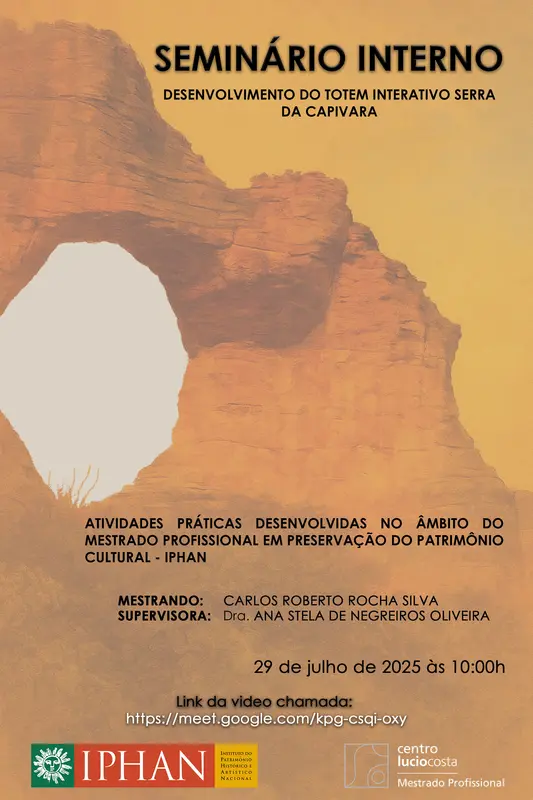 SEMINÁRIO INTERNO
DESENVOLVIMENTO DO TOTEM INTERATIVO SERRA
DA CAPIVARA
ATIVIDADES PRÁTICAS DESENVOLVIDAS NO ÂMBITO DO
MESTRADO PROFISSIONAL EM PRESERVAÇÃO DO PATRIMÔNIO
CULTURAL - IPHAN
MESTRANDO: CARLOS ROBERTO ROCHA SILVA
SUPERVISORA: Dra. ANA STELA DE NEGREIROS OLIVEIRA
29 de julho de 2025 às 10:00h
Link da video chamada:
https://meet.google.com/kpg-csqi-oxy
IPHAN
Instituto do
Patrimônio
Histórico e
Artístico
Nacional
centro
luciocosta
Mestrado Profissional